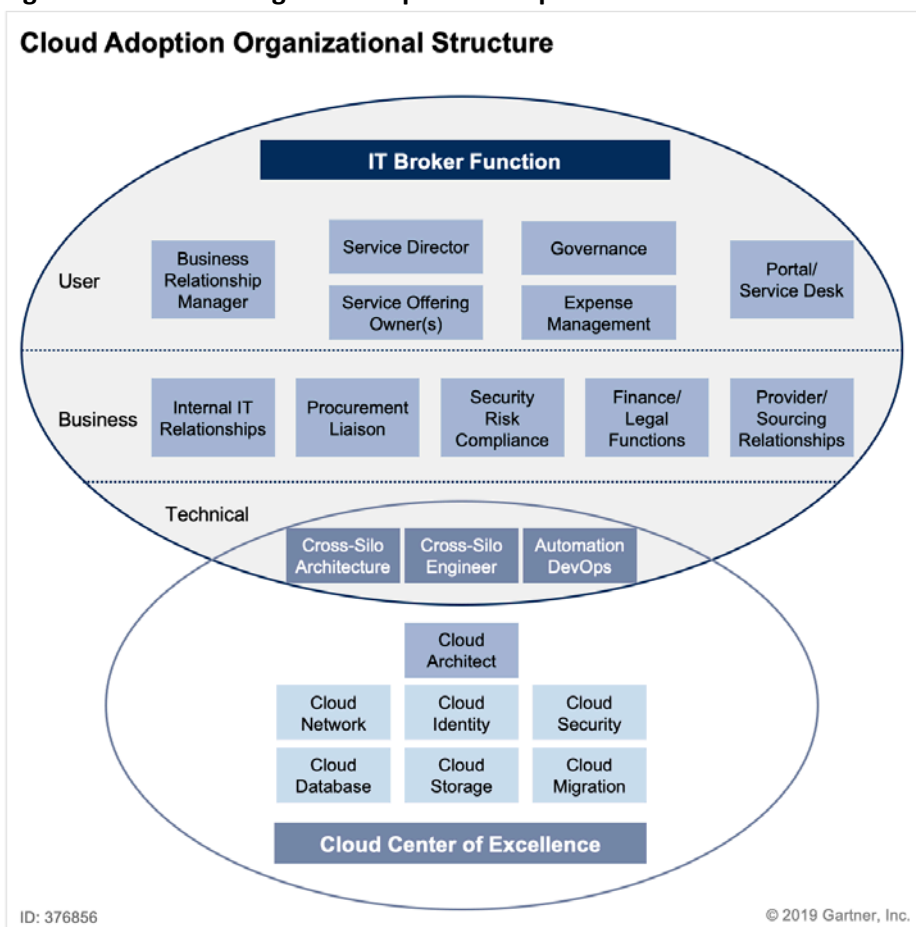 Cloud Adoption Organizational Structure
IT Broker Function
User
Business
Relationship
Manager
Service Director
Governance
Portal/
Service Desk
Service Offering
Owner(s)
Expense
Management
Business
Internal IT
Relationships
Procurement
Liaison
Security
Risk
Compliance
Finance/
Legal
Functions
Provider/
Sourcing
Relationships
Technical
Cross-Silo
Architecture
Cross-Silo
Engineer
Automation
DevOps
Cloud
Architect
Cloud
Network
Cloud
Identity
Cloud
Security
Cloud
Database
Cloud
Storage
Cloud
Migration
Cloud Center of Excellence
ID: 376856
© 2019 Gartner, Inc.